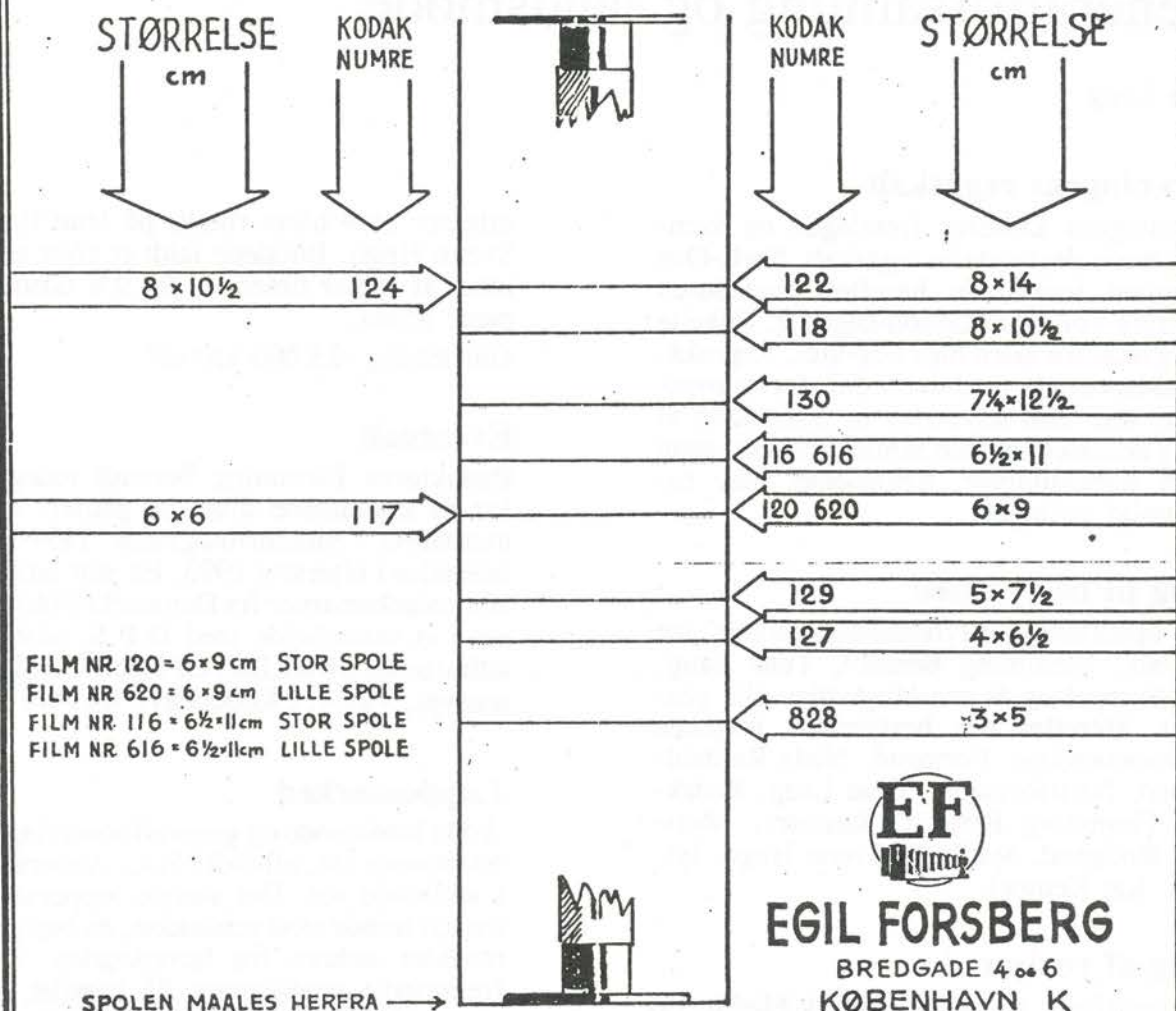 STØRRELSE
cm
KODAK
NUMRE
KODAK
NUMRE
STØRRELSE
cm
8×10½ 124
122 8×14
118 8×10½
130 7¼×12½
116 616 6½×11
6×6 117
120 620 6×9
129 5×7½
127 4×6½
828 3×5
FILM NR. 120 = 6×9 cm STOR SPOLE
FILM NR. 620 = 6×9 cm LILLE SPOLE
FILM NR. 116 = 6½×11cm STOR SPOLE
FILM NR. 616 = 6½×11cm LILLE SPOLE
EF
EGIL FORSBERG
BREDGADE 4 OG 6
KØBENHAVN K
SPOLEN MAALES HERFRA →